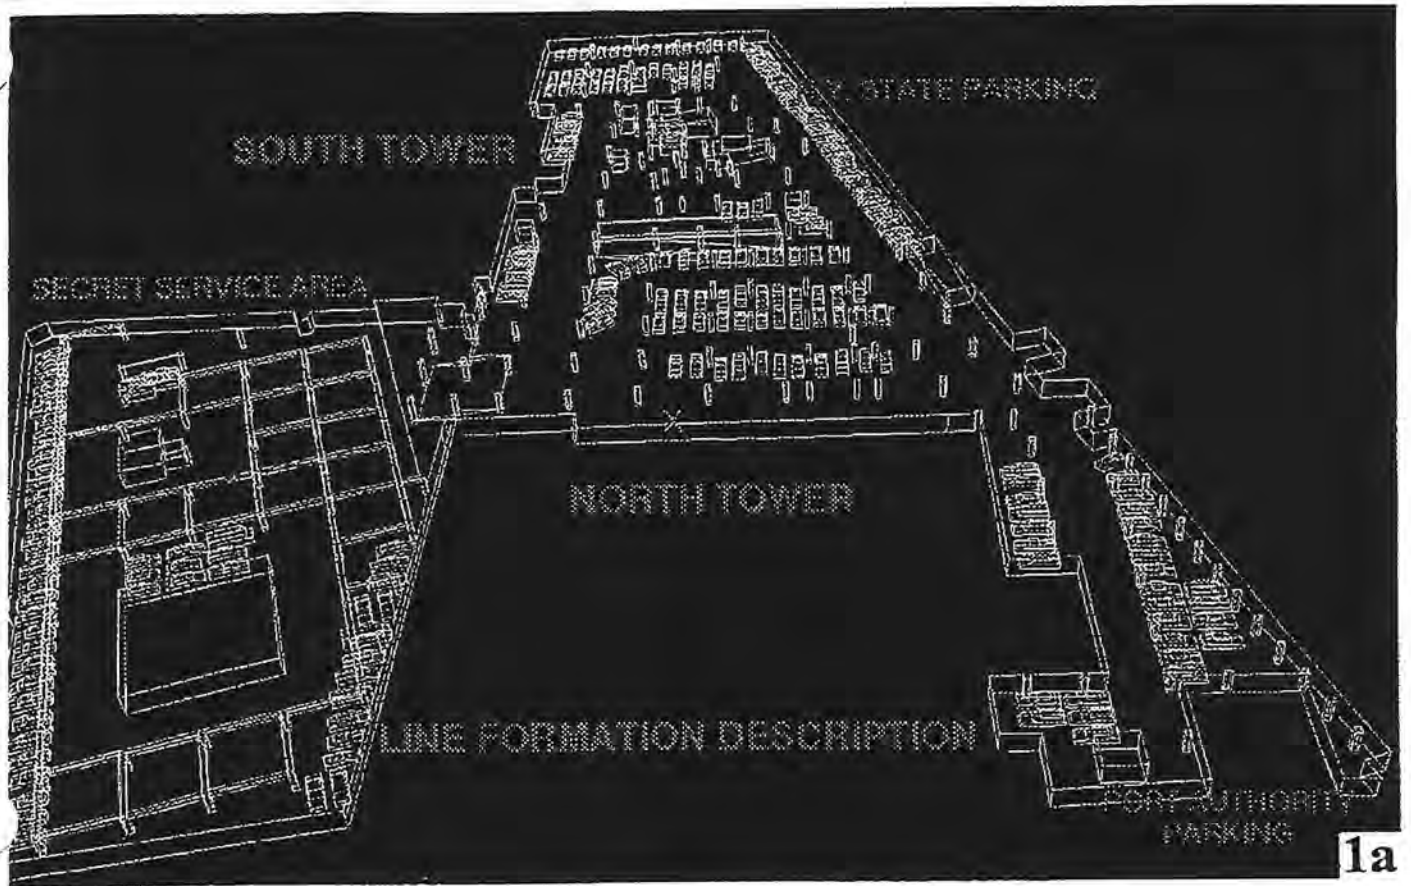 Y. STATE PARKING
SOUTH TOWER
SECRET SERVICE AREA
NORTH TOWER
LINE FORMATION DESCRIPTION
PORT AUTHORITY
PARKING
1a